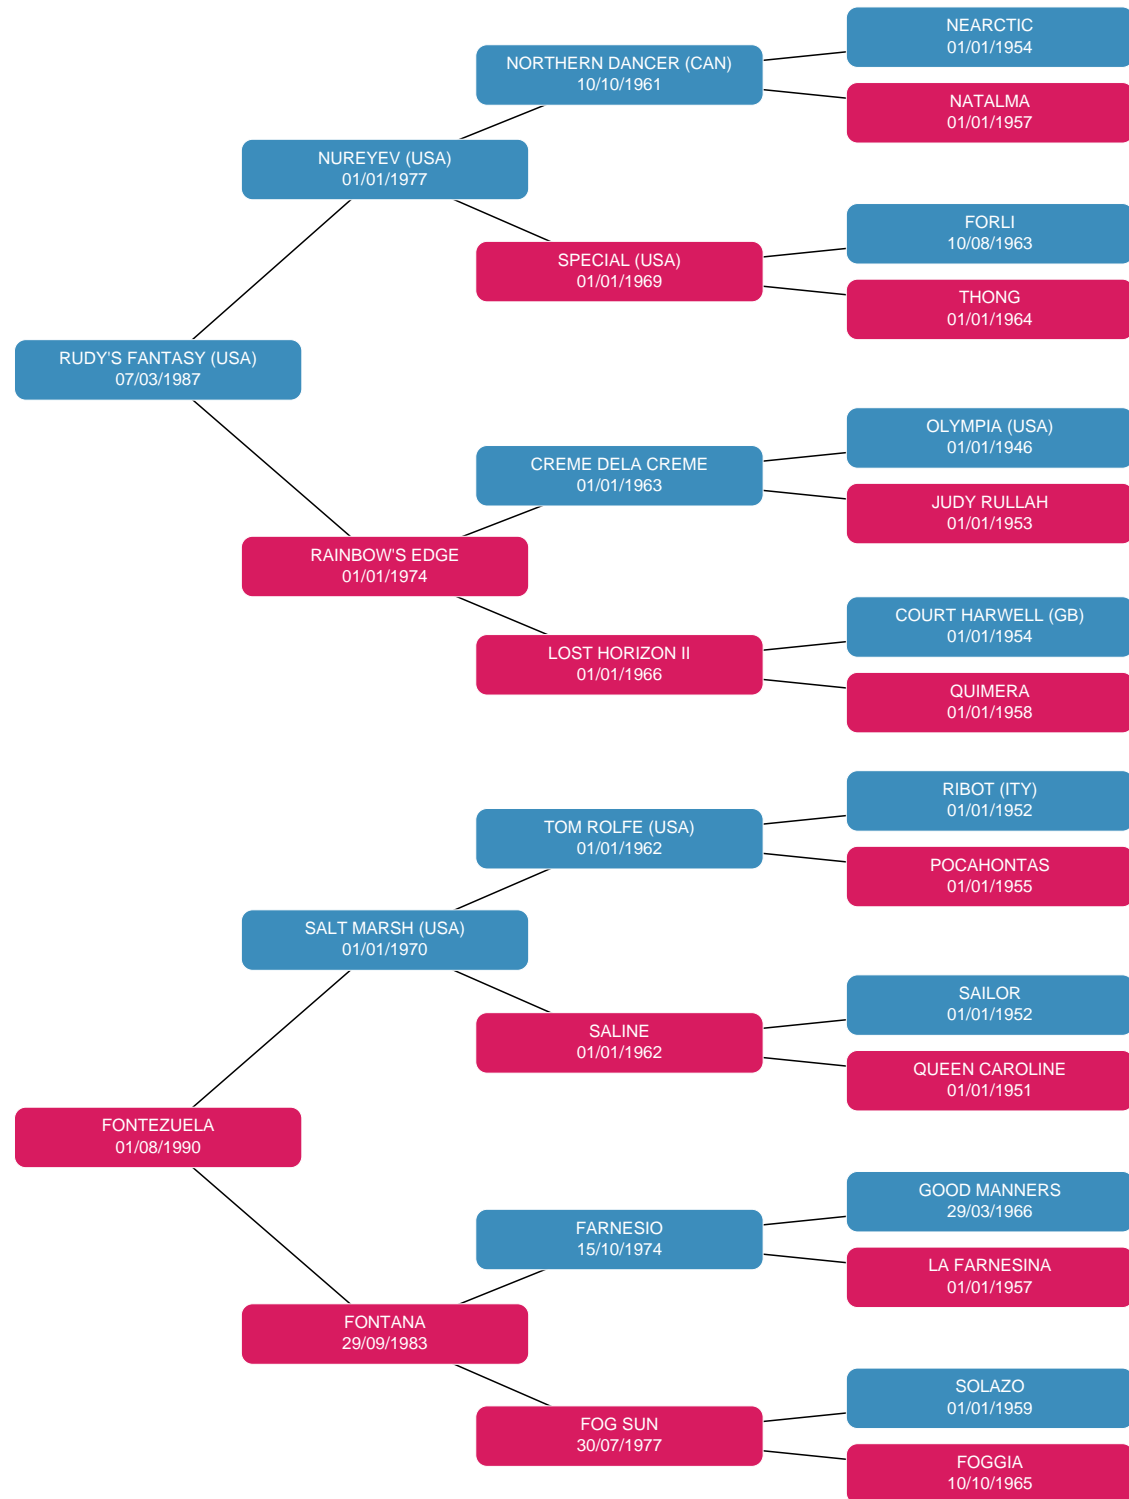 NEARCTIC
01/01/1954
NORTHERN DANCER (CAN)
10/10/1961
NATALMA
01/01/1957
NUREYEV (USA)
01/01/1977
FORLI
10/08/1963
SPECIAL (USA)
01/01/1969
THONG
01/01/1964
RUDY'S FANTASY (USA)
07/03/1987
OLYMPIA (USA)
01/01/1946
CREME DELA CREME
01/01/1963
JUDY RULLAH
01/01/1953
RAINBOW'S EDGE
01/01/1974
COURT HARWELL (GB)
01/01/1954
LOST HORIZON II
01/01/1966
QUIMERA
01/01/1958
RIBOT (ITY)
01/01/1952
TOM ROLFE (USA)
01/01/1962
POCAHONTAS
01/01/1955
SALT MARSH (USA)
01/01/1970
SAILOR
01/01/1952
SALINE
01/01/1962
QUEEN CAROLINE
01/01/1951
FONTEZUELA
01/08/1990
GOOD MANNERS
29/03/1966
FARNESIO
15/10/1974
LA FARNESINA
01/01/1957
FONTANA
29/09/1983
SOLAZO
01/01/1959
FOG SUN
30/07/1977
FOGGIA
10/10/1965